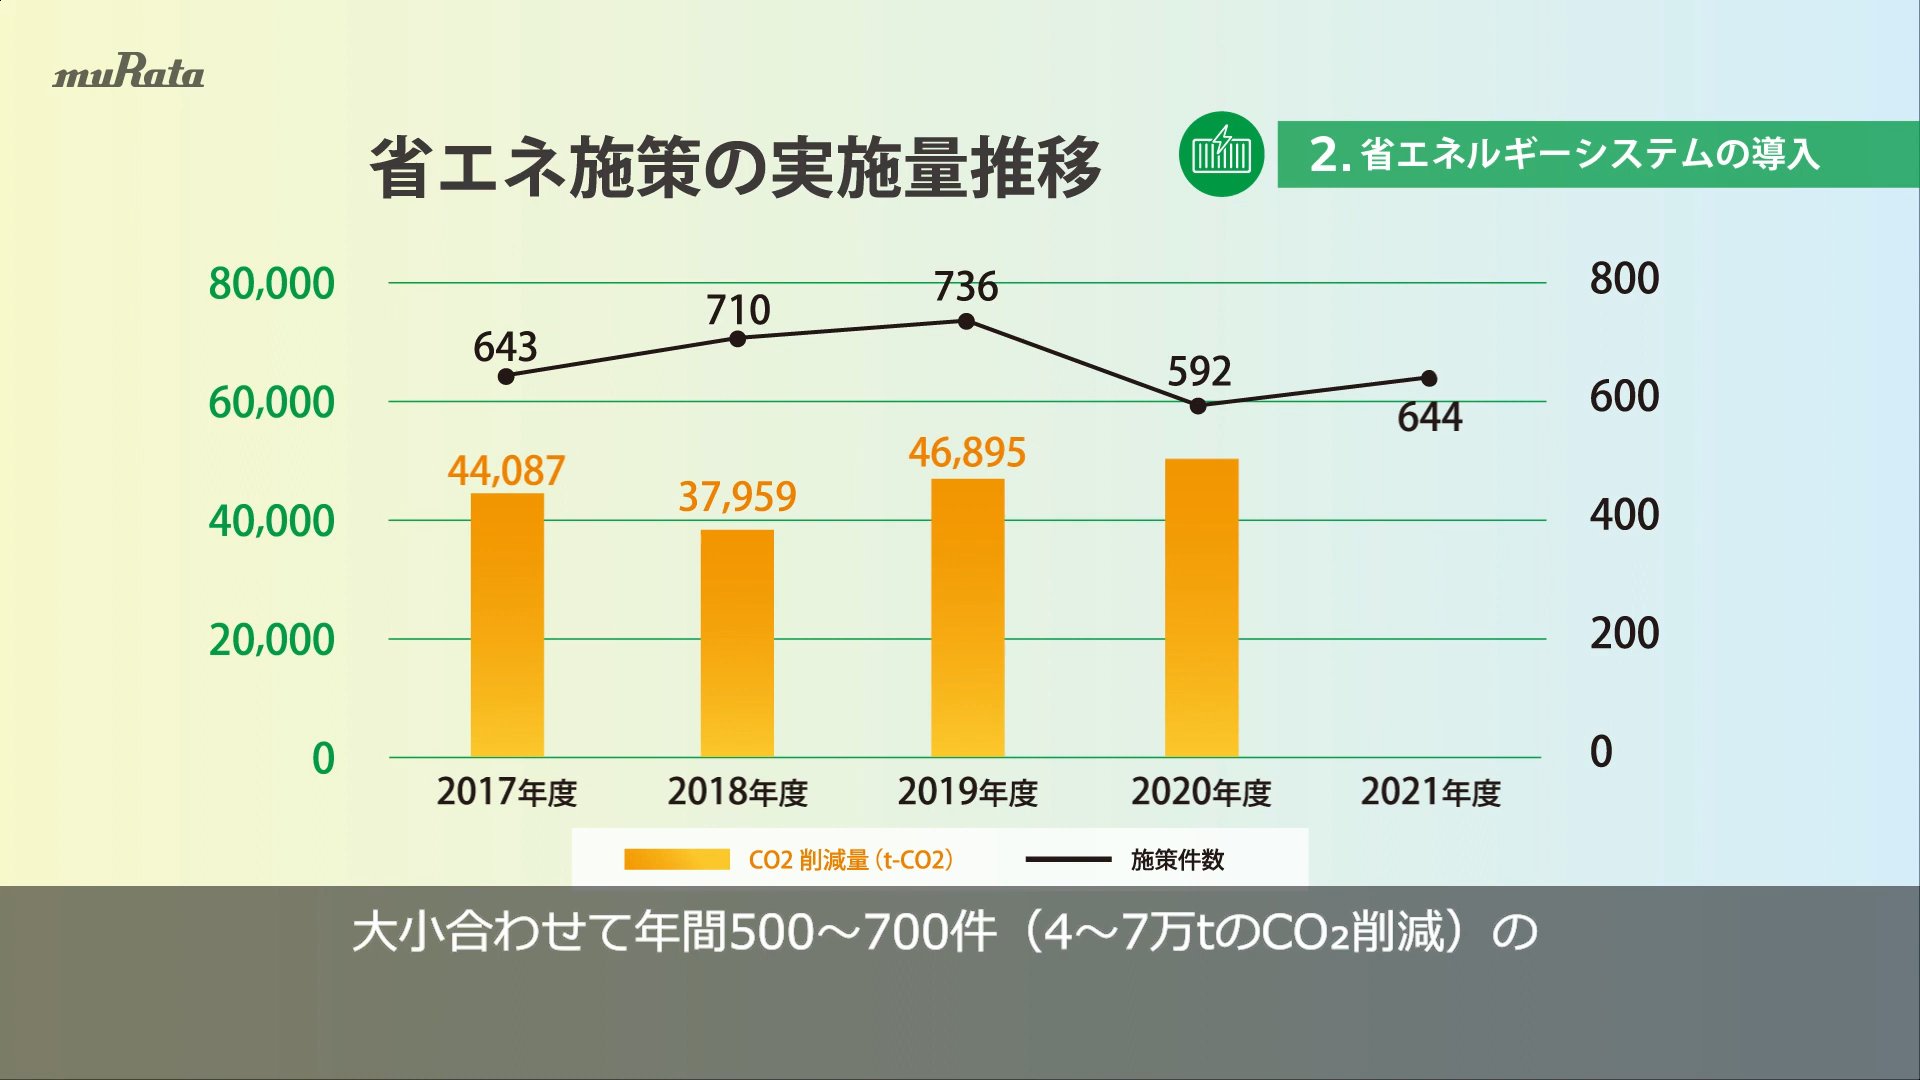 muRata
省エネ施策の実施量推移
2. 省エネルギーシステムの導入
80,000
60,000
40,000
20,000
0
800
600
400
200
0
643
710
736
592
644
44,087
37,959
46,895
2017年度
2018年度
2019年度
2020年度
2021年度
CO2 削減量（t-CO2）
施策件数
大小合わせて年間500～700件（4～7万tのCO₂削減）の